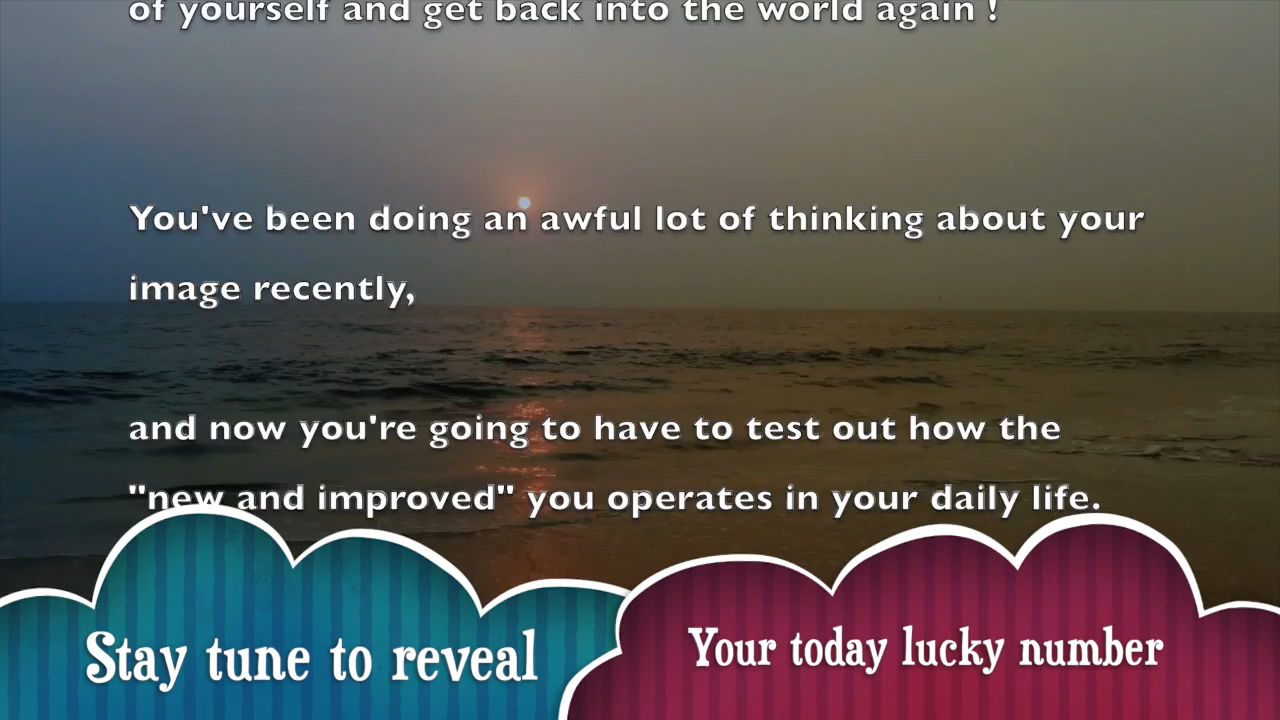 of yourself and get back into the world again !
You've been doing an awful lot of thinking about your
image recently,
and now you're going to have to test out how the
"new and improved" you operates in your daily life.
Stay tune to reveal
Your today lucky number